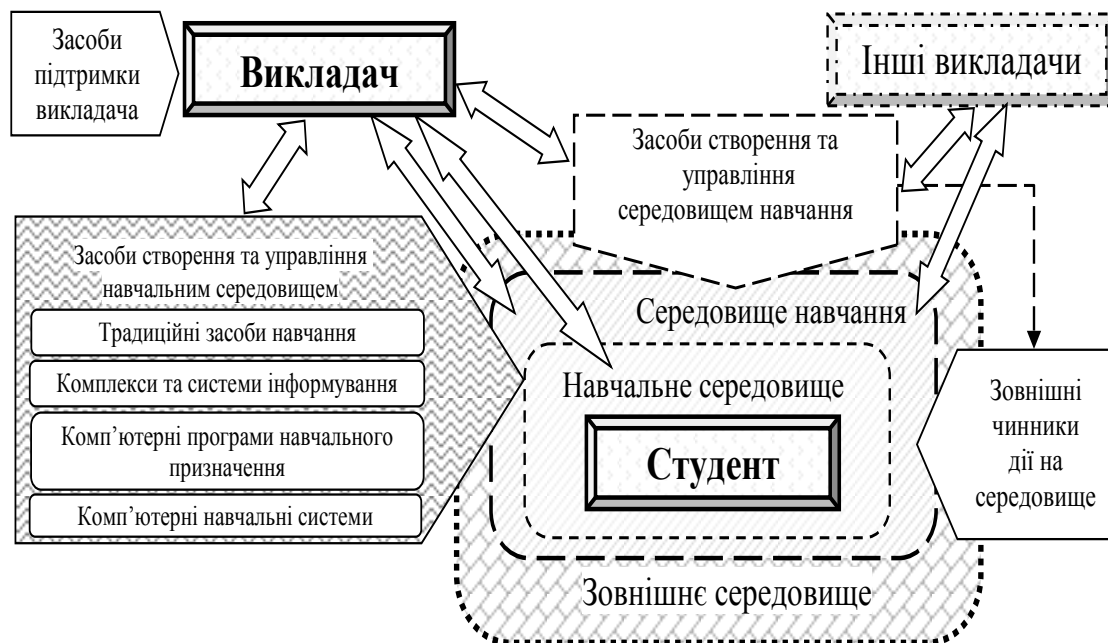 Засоби
підтримки
викладача
Викладач
Інші викладачи
Засоби створення та
управління
середовищем навчання
Засоби створення та управління
навчальним середовищем
Традиційні засоби навчання
Комплекси та системи інформування
Комп’ютерні програми навчального
призначення
Комп’ютерні навчальні системи
Середовище навчання
Навчальне середовище
Студент
Зовнішнє середовище
Зовнішні
чинники
дії на
середовище